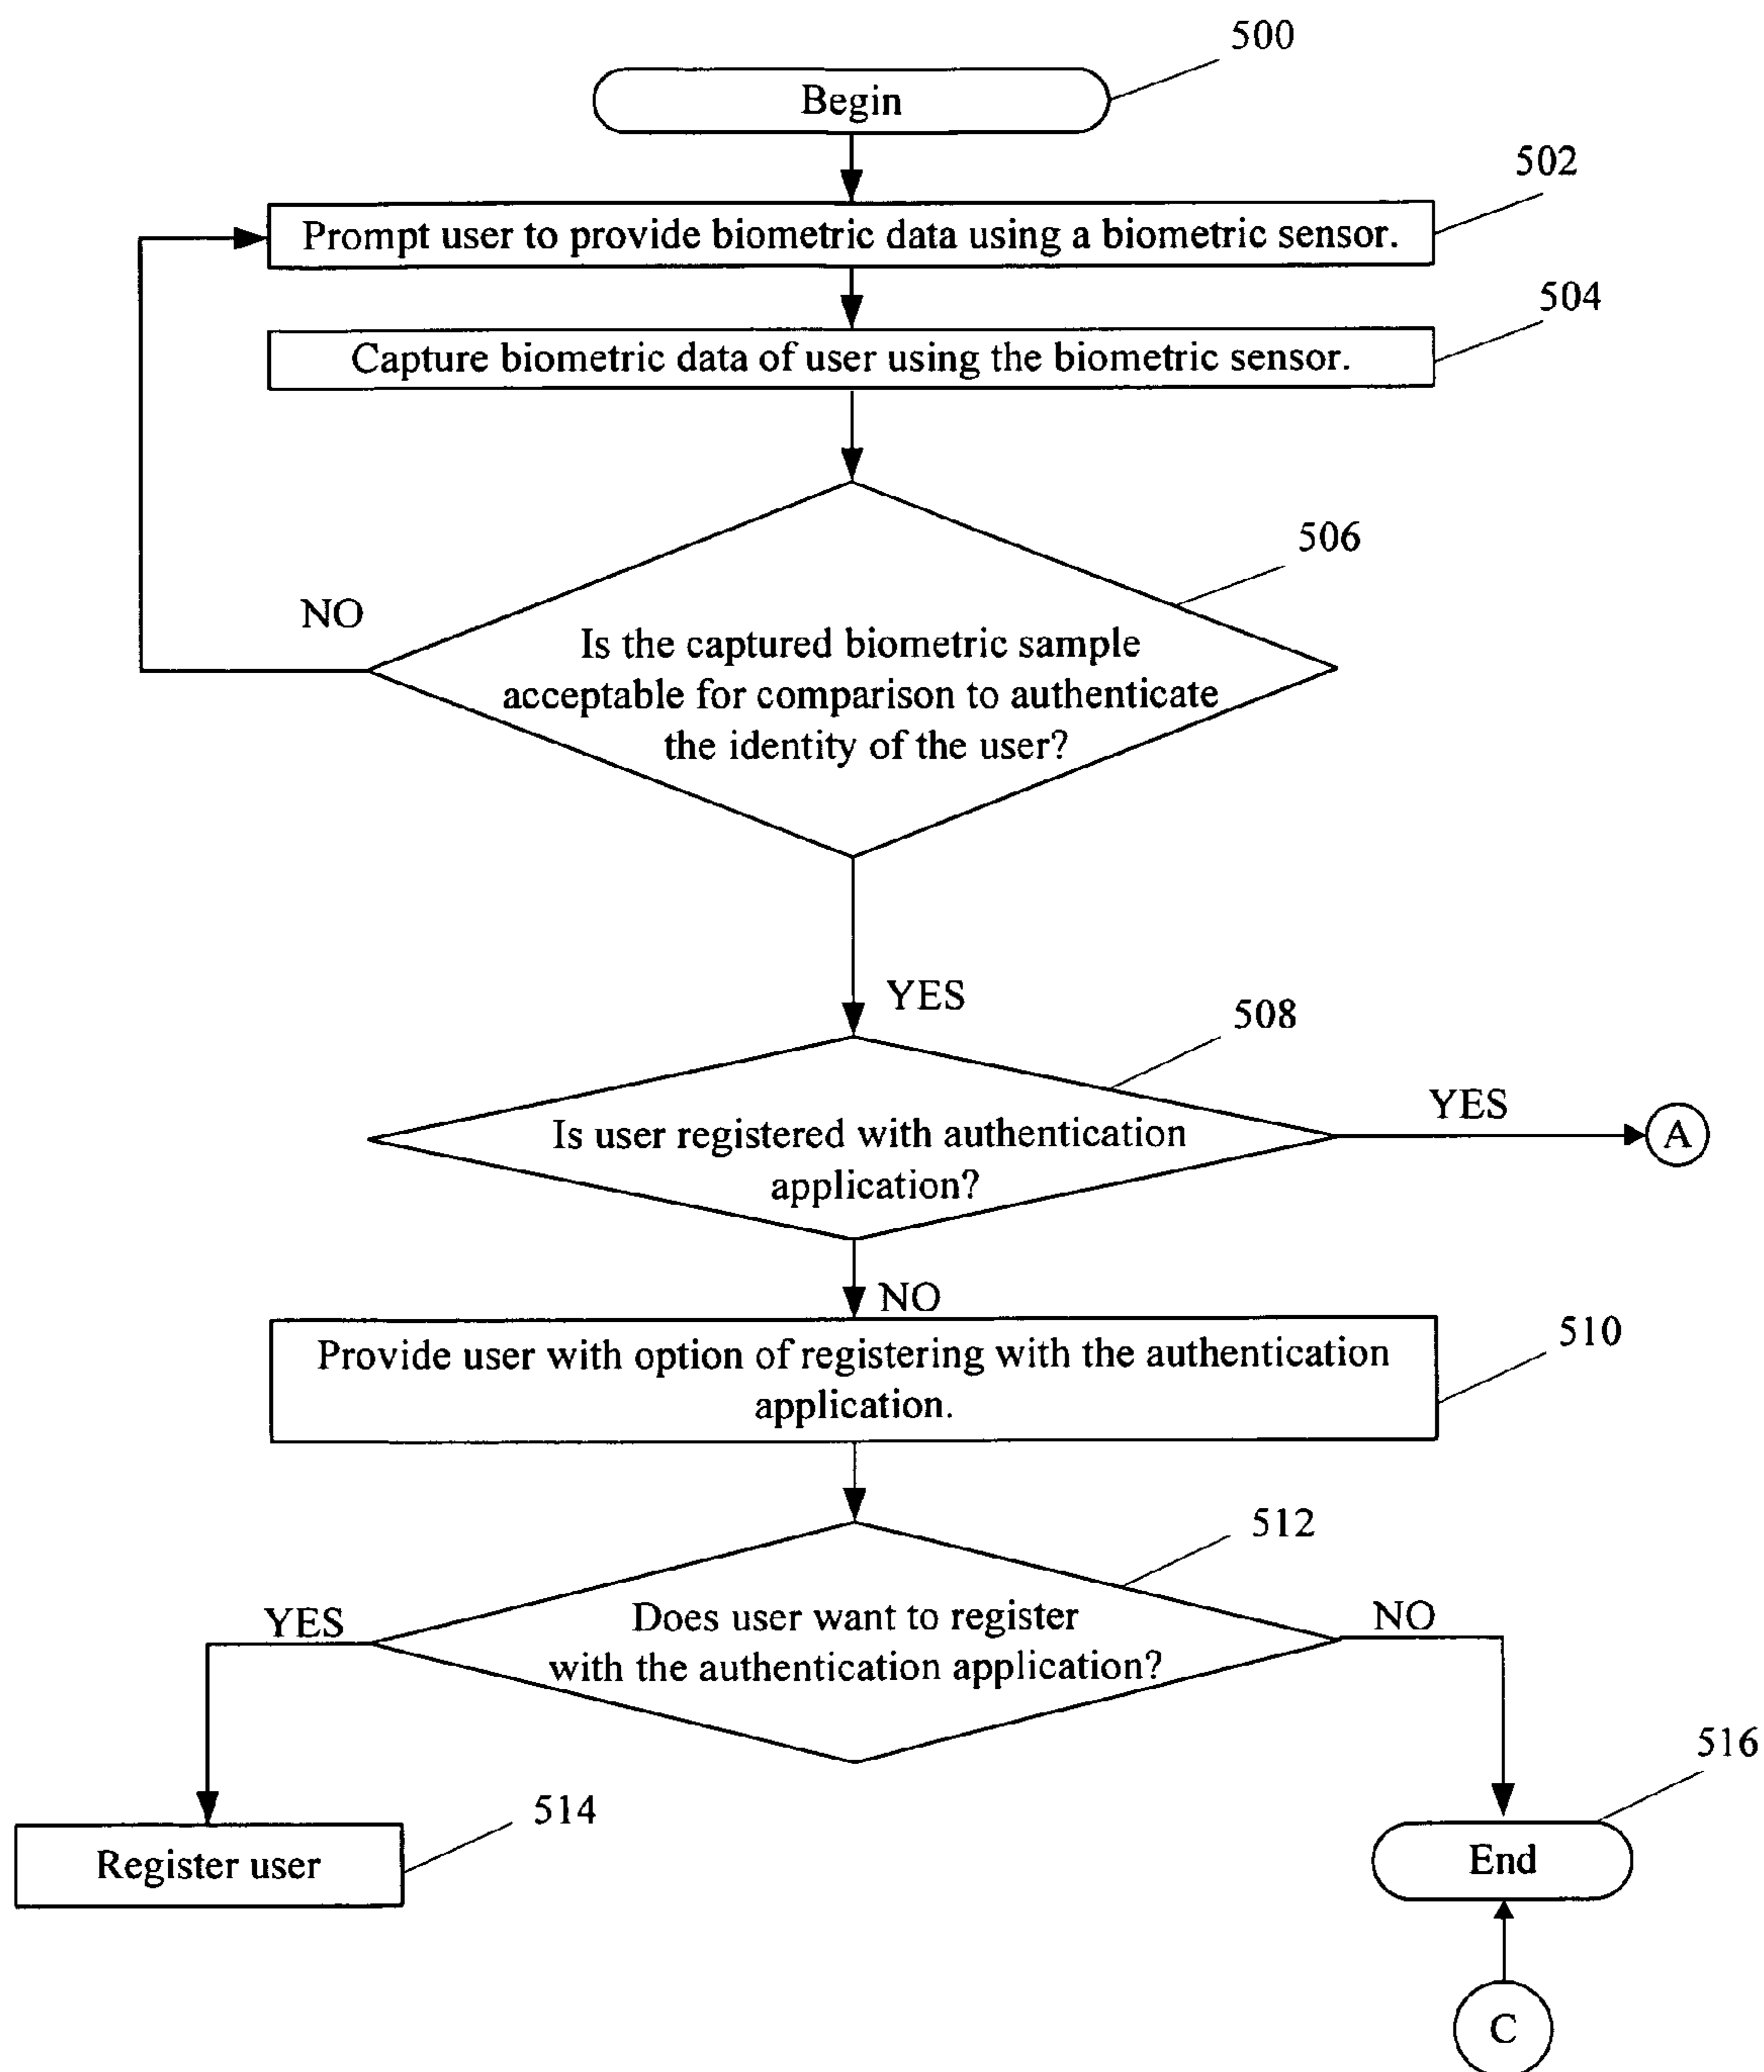 500
Begin
502
Prompt user to provide biometric data using a biometric sensor.
504
Capture biometric data of user using the biometric sensor.
506
NO
Is the captured biometric sample
acceptable for comparison to authenticate
the identity of the user?
YES
508
YES
A
Is user registered with authentication
application?
NO
510
Provide user with option of registering with the authentication
application.
512
YES
Does user want to register
with the authentication application?
NO
516
514
Register user
End
C